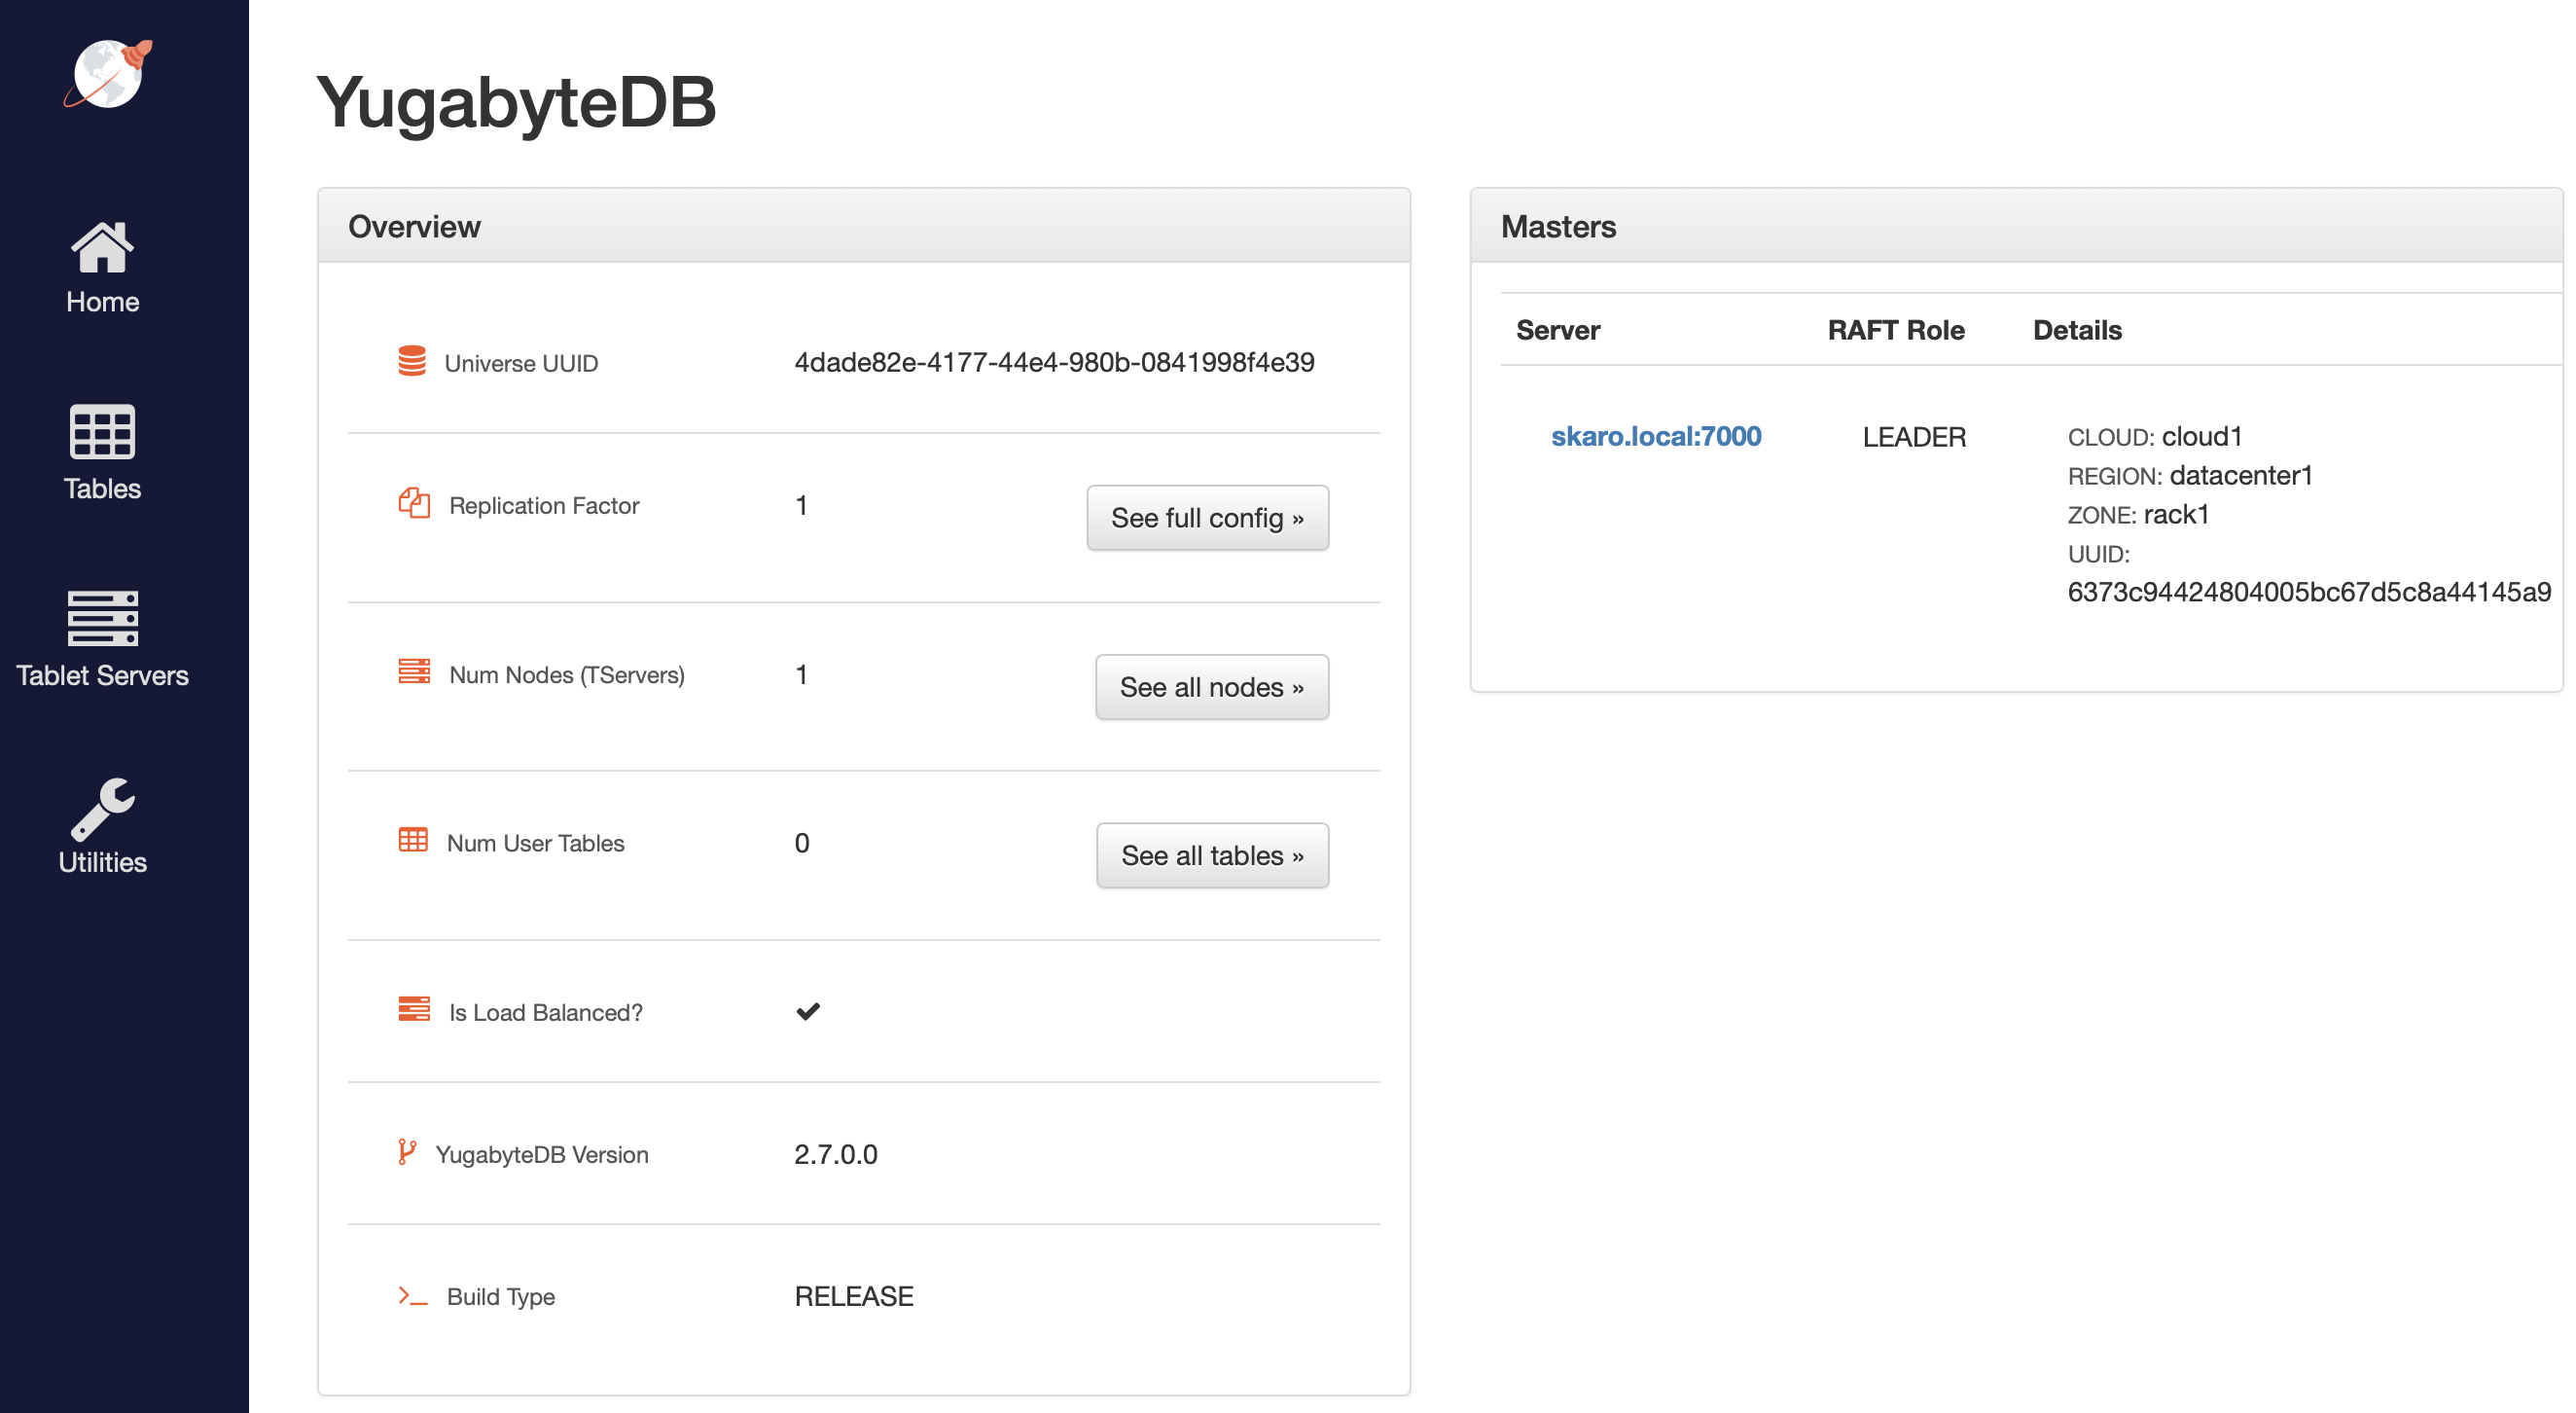 YugabyteDB
Home
Tables
Tablet Servers
Utilities
Overview
Universe UUID 4dade82e-4177-44e4-980b-0841998f4e39
Replication Factor 1 See full config »
Num Nodes (TServers) 1 See all nodes »
Num User Tables 0 See all tables »
Is Load Balanced? ✔
YugabyteDB Version 2.7.0.0
Build Type RELEASE
Masters
Server RAFT Role Details
skaro.local:7000 LEADER CLOUD: cloud1
REGION: datacenter1
ZONE: rack1
UUID:
6373c94424804005bc67d5c8a44145a9